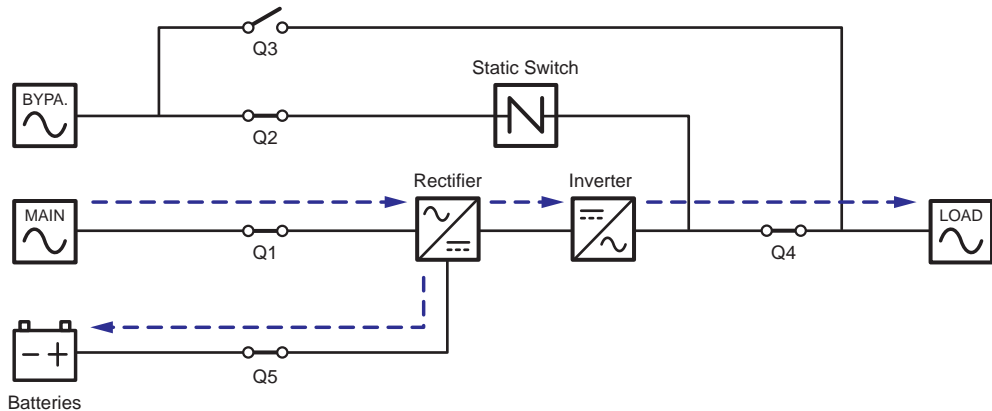 Q3
Static Switch
BYPA.
Q2
Rectifier
Inverter
MAIN
LOAD
Q1
Q4
Q5
Batteries